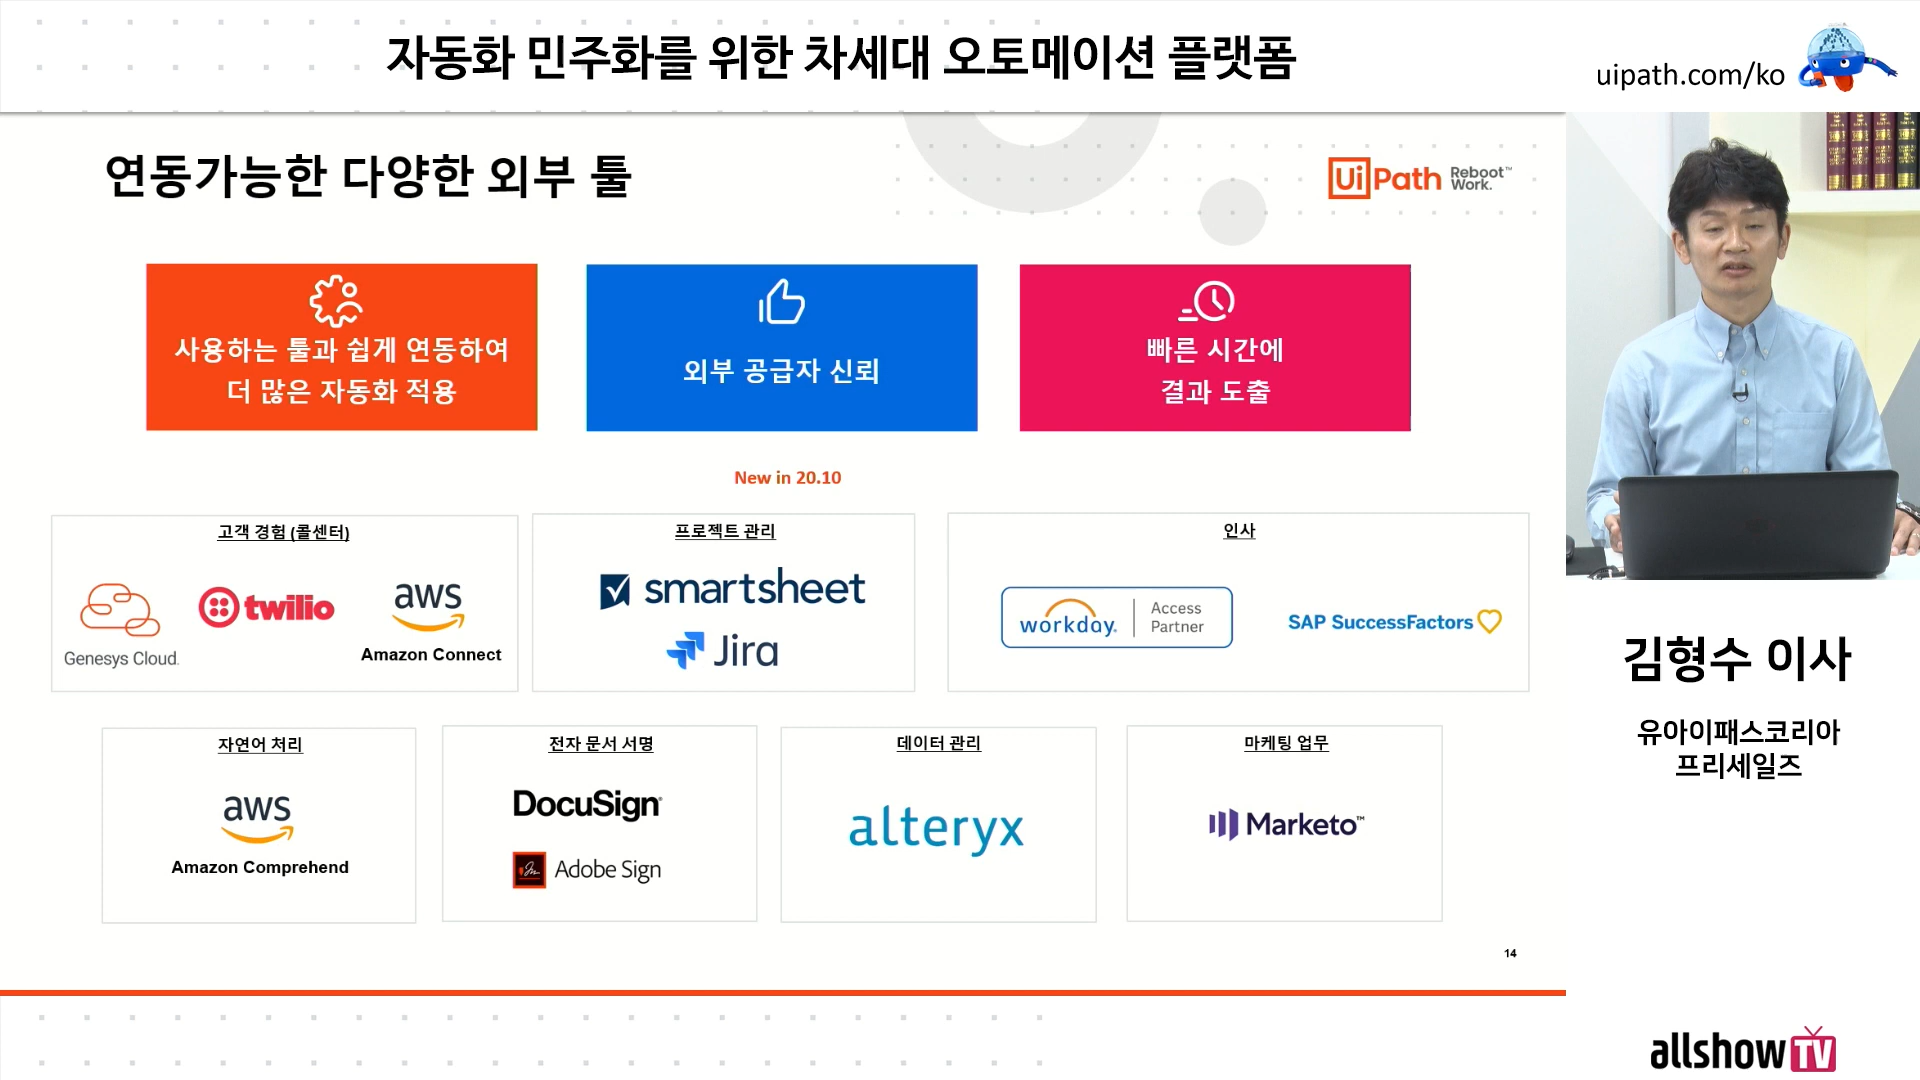 자동화 민주화를 위한 차세대 오토메이션 플랫폼
uipath.com/ko
연동가능한 다양한 외부 툴
UiPath Reboot Work.™
사용하는 툴과 쉽게 연동하여
더 많은 자동화 적용
외부 공급자 신뢰
빠른 시간에
결과 도출
New in 20.10
고객 경험 (콜센터)
Genesys Cloud.
twilio
aws
Amazon Connect
프로젝트 관리
smartsheet
Jira
인사
workday. Access Partner
SAP SuccessFactors
자연어 처리
aws
Amazon Comprehend
전자 문서 서명
DocuSign
Adobe Sign
데이터 관리
alteryx
마케팅 업무
Marketo™
14
김형수 이사
유아이패스코리아
프리세일즈
allshowTV